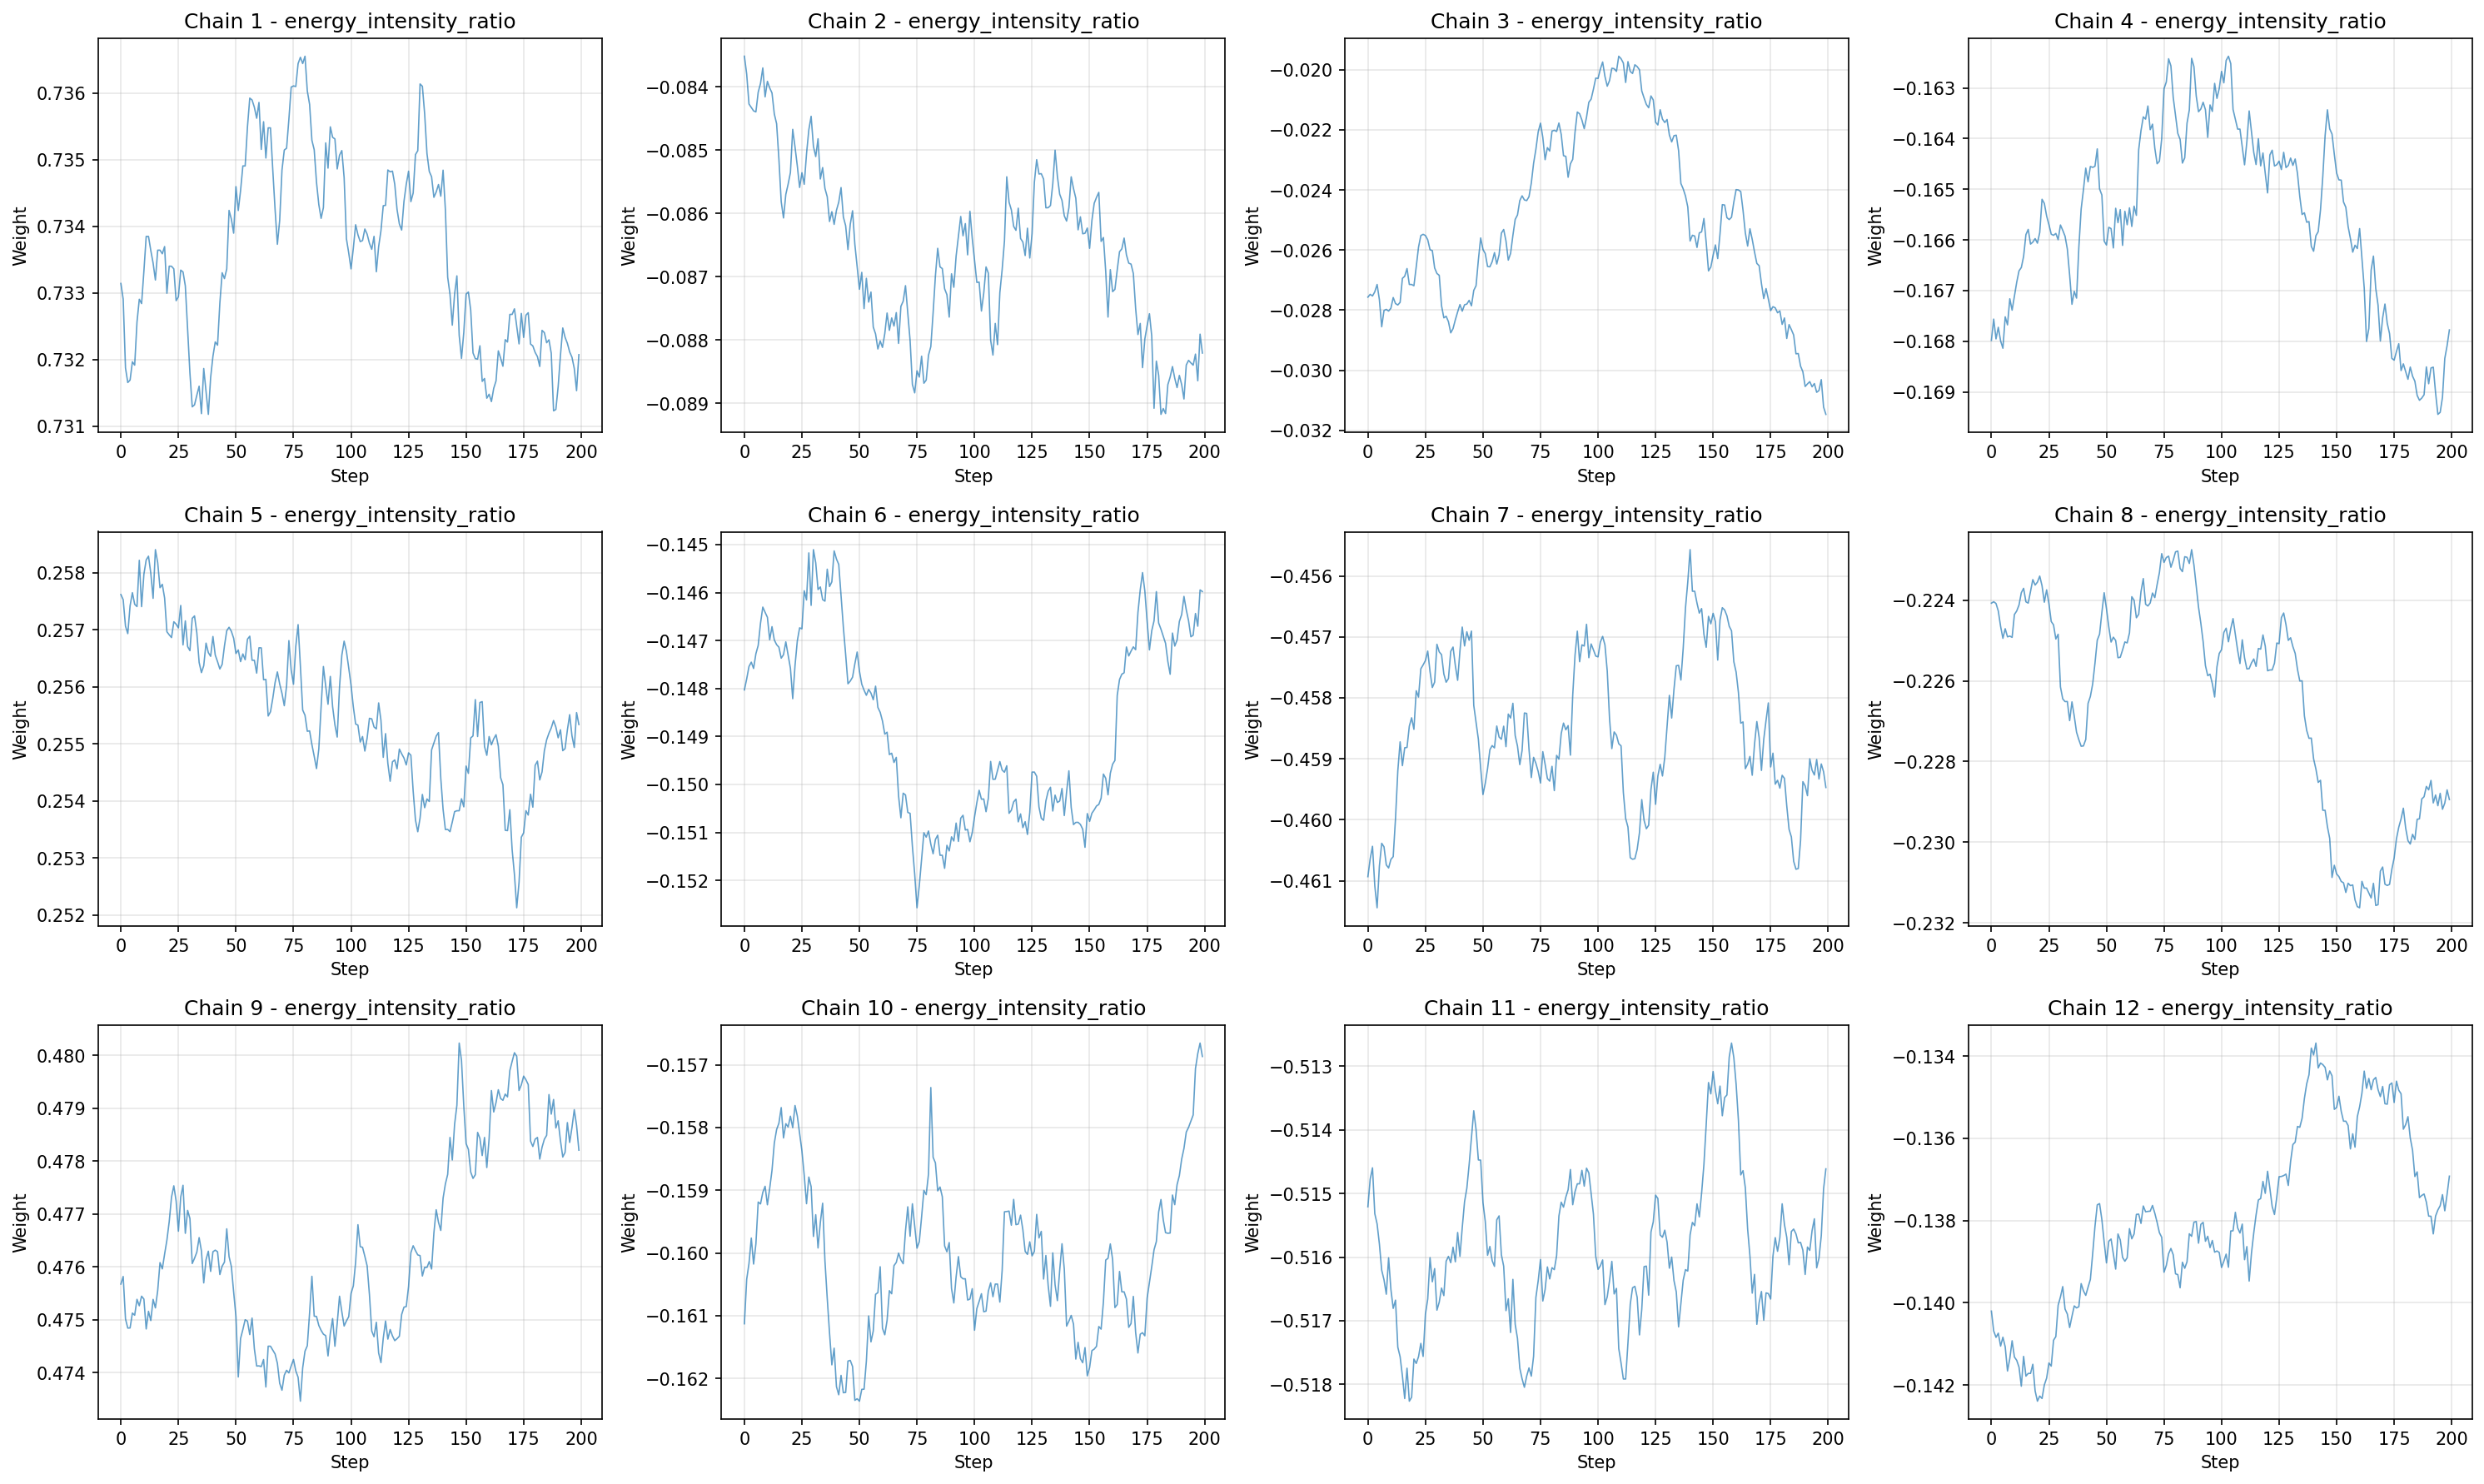 Chain 1 - energy_intensity_ratio
Weight
0.736
0.735
0.734
0.733
0.732
0.731
0 25 50 75 100 125 150 175 200
Step
Chain 2 - energy_intensity_ratio
Weight
−0.084
−0.085
−0.086
−0.087
−0.088
−0.089
0 25 50 75 100 125 150 175 200
Step
Chain 3 - energy_intensity_ratio
Weight
−0.020
−0.022
−0.024
−0.026
−0.028
−0.030
−0.032
0 25 50 75 100 125 150 175 200
Step
Chain 4 - energy_intensity_ratio
Weight
−0.163
−0.164
−0.165
−0.166
−0.167
−0.168
−0.169
0 25 50 75 100 125 150 175 200
Step
Chain 5 - energy_intensity_ratio
Weight
0.258
0.257
0.256
0.255
0.254
0.253
0.252
0 25 50 75 100 125 150 175 200
Step
Chain 6 - energy_intensity_ratio
Weight
−0.145
−0.146
−0.147
−0.148
−0.149
−0.150
−0.151
−0.152
0 25 50 75 100 125 150 175 200
Step
Chain 7 - energy_intensity_ratio
Weight
−0.456
−0.457
−0.458
−0.459
−0.460
−0.461
0 25 50 75 100 125 150 175 200
Step
Chain 8 - energy_intensity_ratio
Weight
−0.224
−0.226
−0.228
−0.230
−0.232
0 25 50 75 100 125 150 175 200
Step
Chain 9 - energy_intensity_ratio
Weight
0.480
0.479
0.478
0.477
0.476
0.475
0.474
0 25 50 75 100 125 150 175 200
Step
Chain 10 - energy_intensity_ratio
Weight
−0.157
−0.158
−0.159
−0.160
−0.161
−0.162
0 25 50 75 100 125 150 175 200
Step
Chain 11 - energy_intensity_ratio
Weight
−0.513
−0.514
−0.515
−0.516
−0.517
−0.518
0 25 50 75 100 125 150 175 200
Step
Chain 12 - energy_intensity_ratio
Weight
−0.134
−0.136
−0.138
−0.140
−0.142
0 25 50 75 100 125 150 175 200
Step